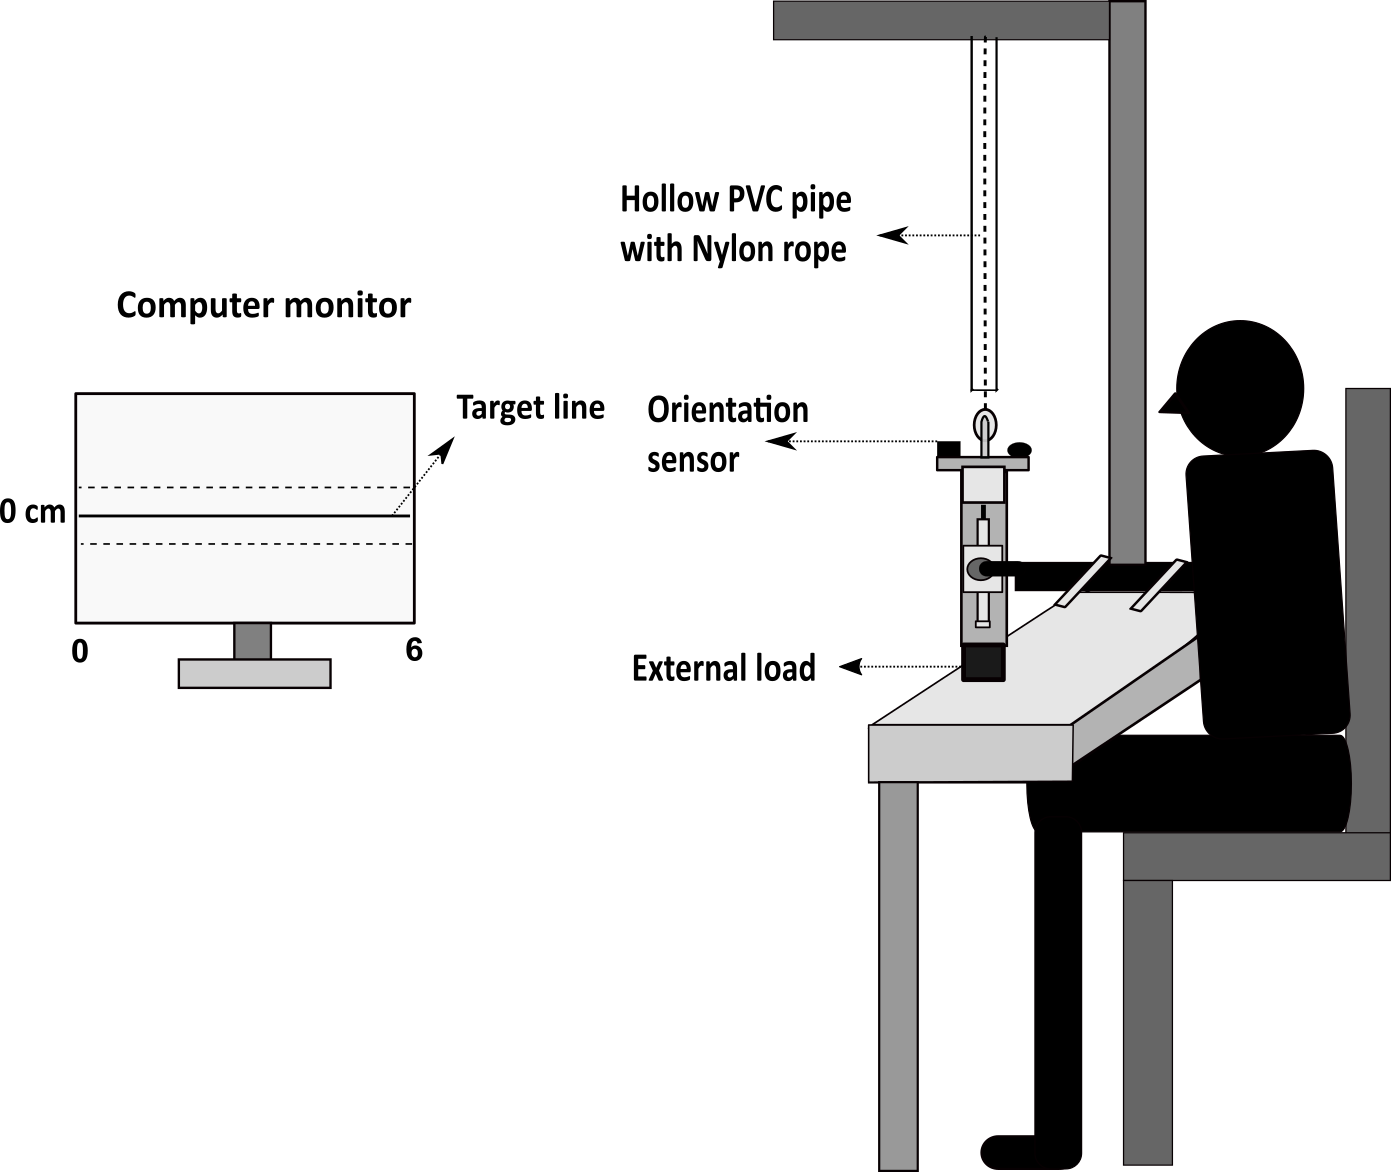 Hollow PVC pipe
with Nylon rope
Computer monitor
Target line
Orientation
sensor
0 cm
0
6
External load